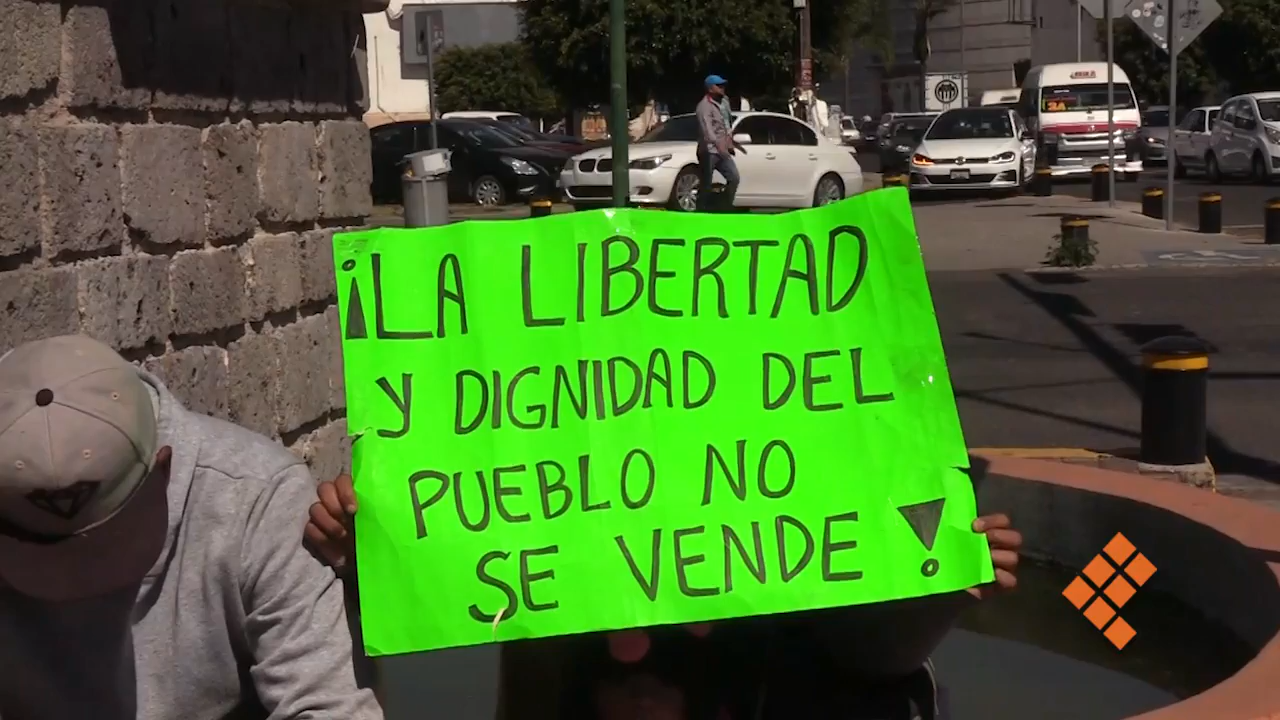 ¡LA LIBERTAD
Y DIGNIDAD DEL
PUEBLO NO
SE VENDE!